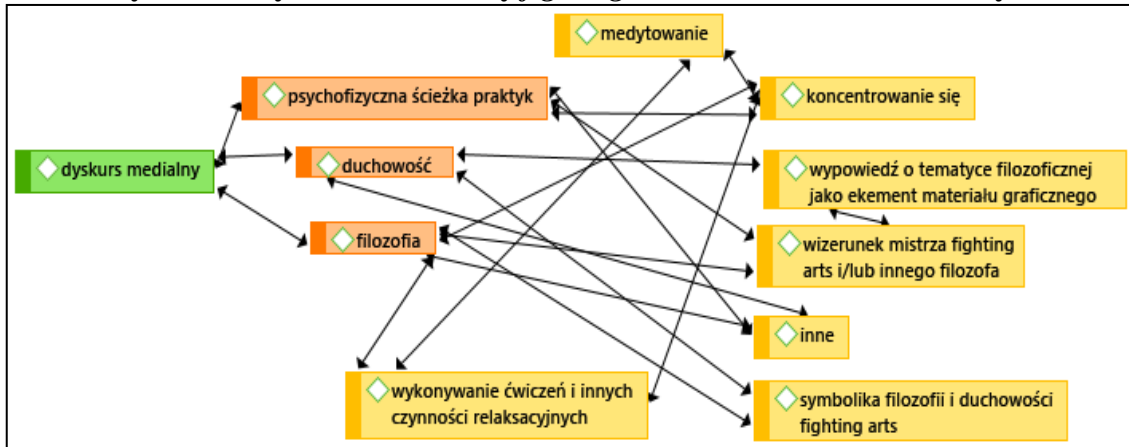 medytowanie
psychofizyczna ścieżka praktyk
koncentrowanie się
dyskurs medialny
duchowość
wypowiedź o tematyce filozoficznej
jako ekement materiału graficznego
filozofia
wizerunek mistrza fighting
arts i/lub innego filozofa
inne
wykonywanie ćwiczeń i innych
czynności relaksacyjnych
symbolika filozofii i duchowości
fighting arts